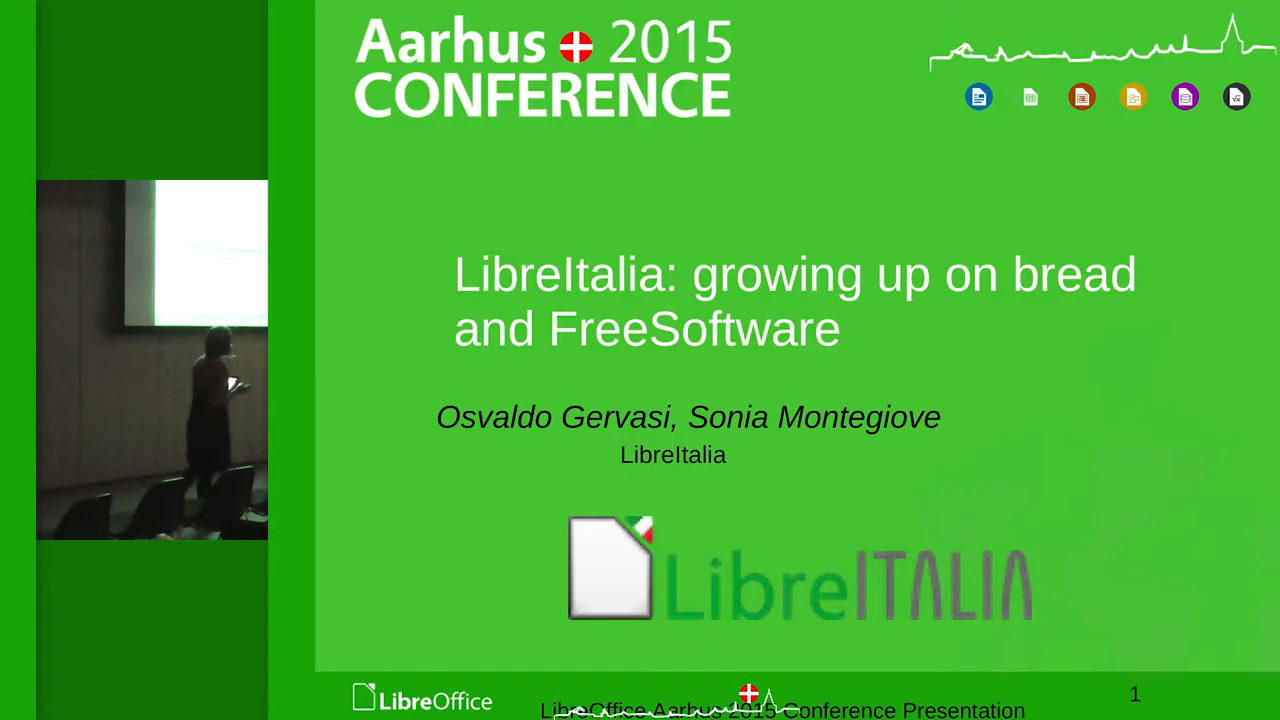 Aarhus 2015
CONFERENCE
LibreItalia: growing up on bread
and FreeSoftware
Osvaldo Gervasi, Sonia Montegiove
LibreItalia
LibreITALIA
LibreOffice
LibreOffice Aarhus 2015 Conference Presentation
1